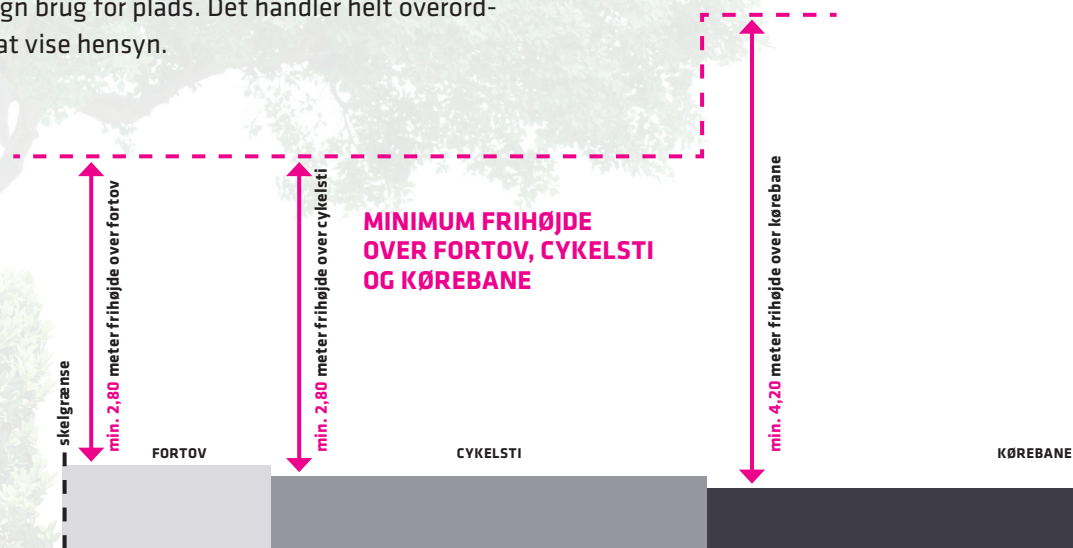 gn brug for plads. Det handler helt overord-
at vise hensyn.
MINIMUM FRIHØJDE
OVER FORTOV, CYKELSTI
OG KØREBANE
skelgrænse
min. 2,80 meter frihøjde over fortov
min. 2,80 meter frihøjde over cykelsti
min. 4,20 meter frihøjde over kørebane
FORTOV
CYKELSTI
KØREBANE